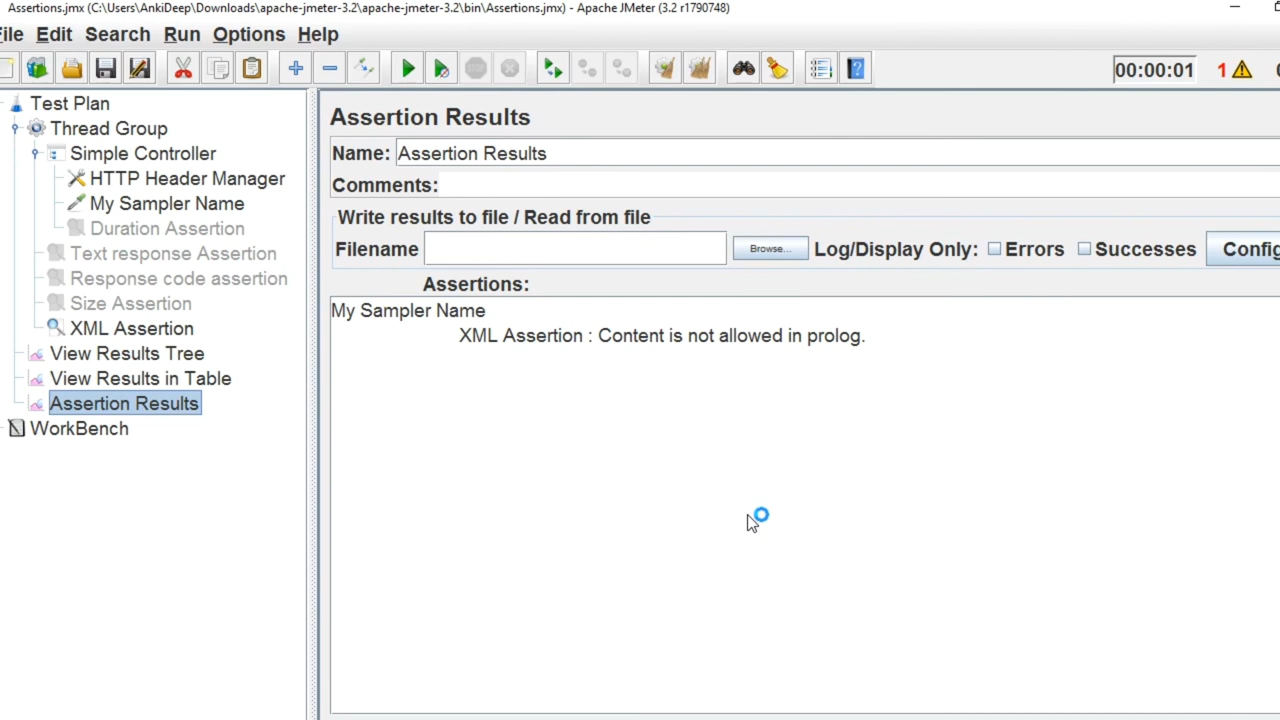 Assertions.jmx (C:\Users\AnkiDeep\Downloads\apache-jmeter-3.2\apache-jmeter-3.2\bin\Assertions.jmx) - Apache JMeter (3.2 r1790748)
File Edit Search Run Options Help
00:00:01 1
Test Plan
Thread Group
Simple Controller
HTTP Header Manager
My Sampler Name
Duration Assertion
Text response Assertion
Response code assertion
Size Assertion
XML Assertion
View Results Tree
View Results in Table
Assertion Results
WorkBench
Assertion Results
Name: Assertion Results
Comments:
Write results to file / Read from file
Filename Browse... Log/Display Only: Errors Successes Config
Assertions:
My Sampler Name
XML Assertion : Content is not allowed in prolog.